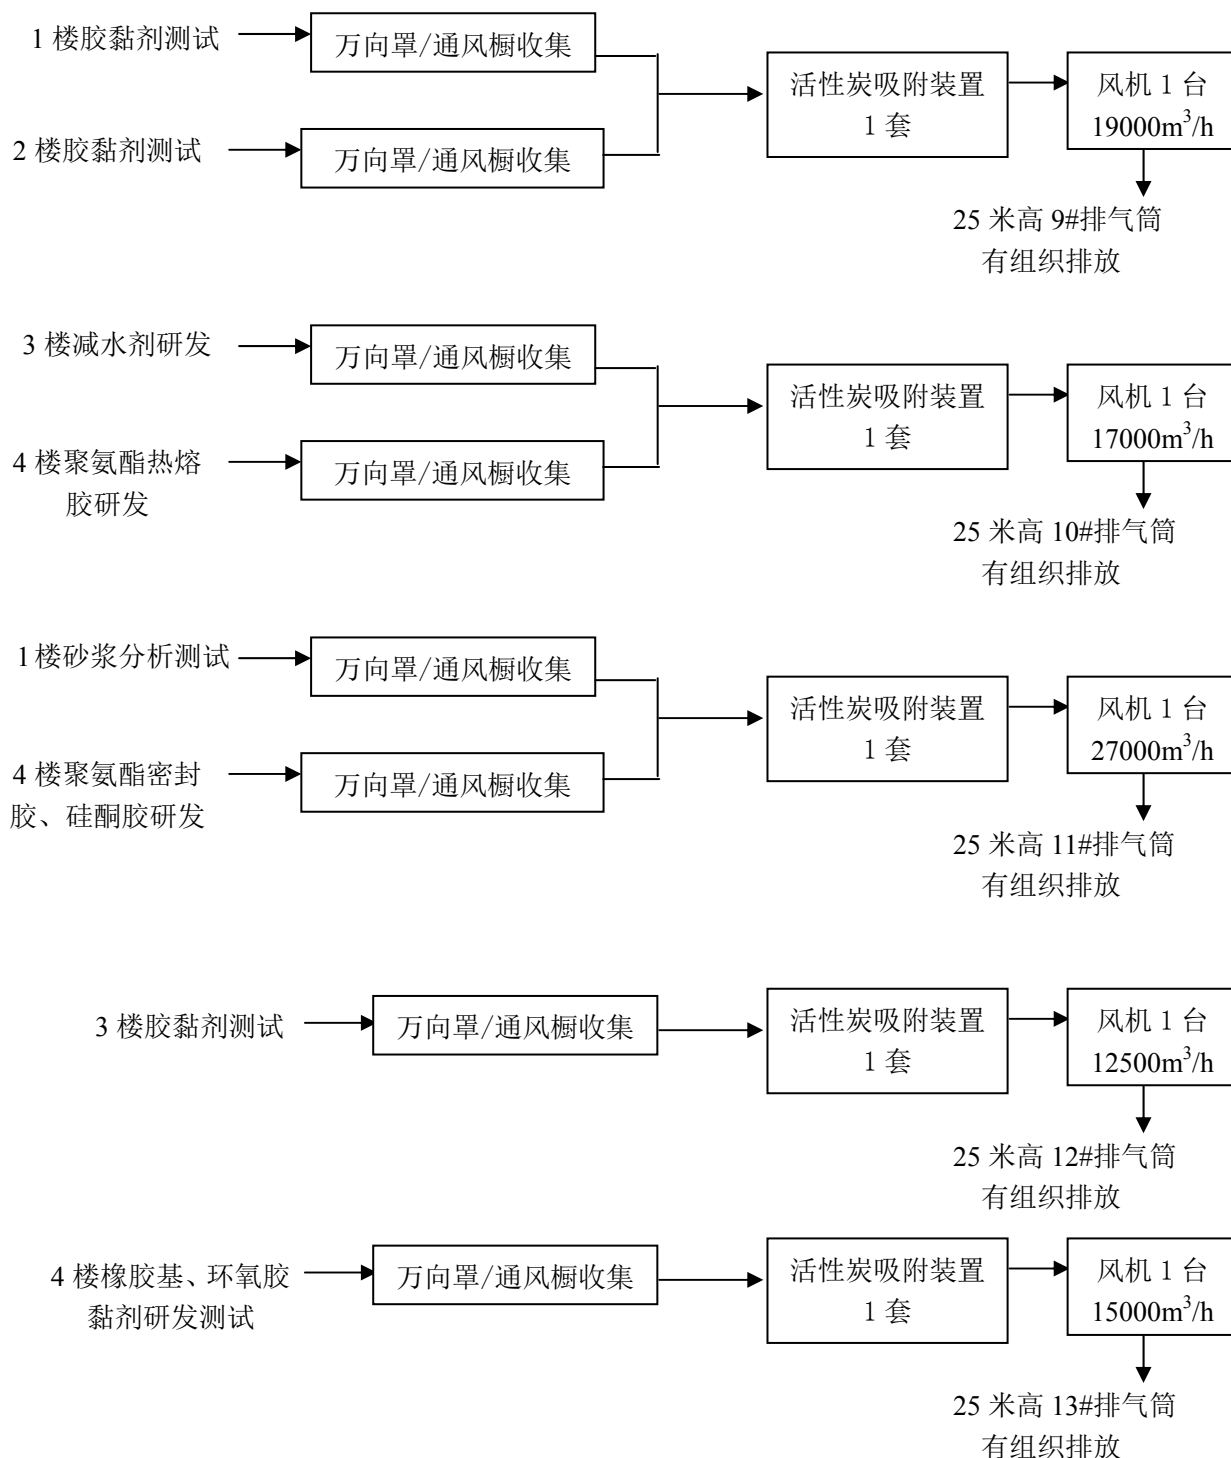 1 楼胶黏剂测试
万向罩/通风橱收集
2 楼胶黏剂测试
万向罩/通风橱收集
活性炭吸附装置
1 套
风机 1 台
19000m³/h
25 米高 9#排气筒
有组织排放
3 楼减水剂研发
万向罩/通风橱收集
4 楼聚氨酯热熔
胶研发
万向罩/通风橱收集
活性炭吸附装置
1 套
风机 1 台
17000m³/h
25 米高 10#排气筒
有组织排放
1楼砂浆分析测试
万向罩/通风橱收集
4 楼聚氨酯密封
胶、硅酮胶研发
万向罩/通风橱收集
活性炭吸附装置
1 套
风机 1 台
27000m³/h
25 米高 11#排气筒
有组织排放
3 楼胶黏剂测试
万向罩/通风橱收集
活性炭吸附装置
1 套
风机 1 台
12500m³/h
25 米高 12#排气筒
有组织排放
4 楼橡胶基、环氧胶
黏剂研发测试
万向罩/通风橱收集
活性炭吸附装置
1 套
风机 1 台
15000m³/h
25 米高 13#排气筒
有组织排放